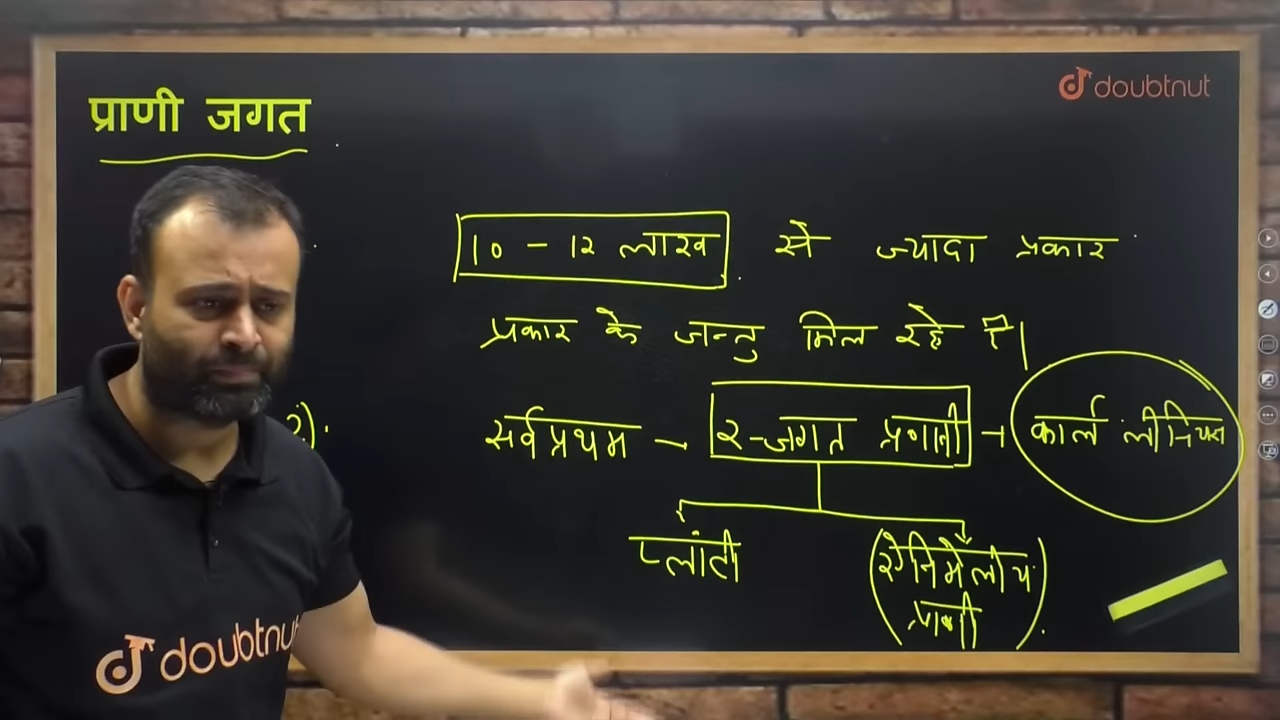 प्राणी जगत
doubtnut
10 - 12 लाख से ज्यादा प्रकार
प्रकार के जन्तु मिल रहे है|
सर्वप्रथम → 2-जगत प्रणाली → कार्ल लीनियस
प्लांटी
(ऐनिमेलीय
प्राणी)
doubtnut